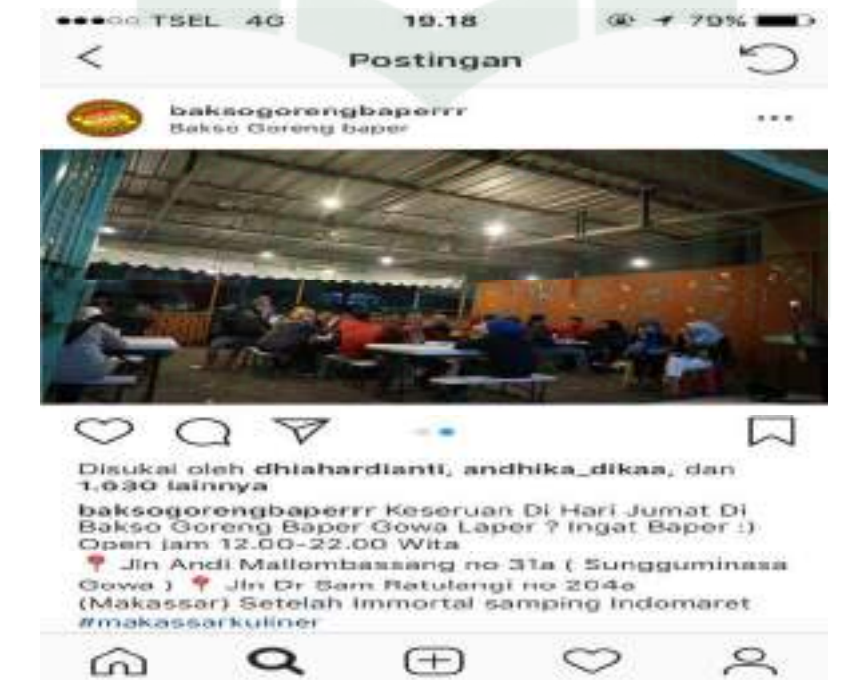 TSEL 4G 19.18 79%
Postingan
baksogorengbaperrr
Bakso Goreng baper
Disukai oleh dhiahardianti, andhika_dikaa, dan
1.630 lainnya
baksogorengbaperrr Keseruan Di Hari Jumat Di
Bakso Goreng Baper Gowa Laper ? Ingat Baper :)
Open jam 12.00-22.00 Wita
📍 Jln Andi Mallombassang no 31a ( Sungguminasa
Gowa ) 📍 Jln Dr Sam Ratulangi no 204a
(Makassar) Setelah Immortal samping Indomaret
#makassarkuliner